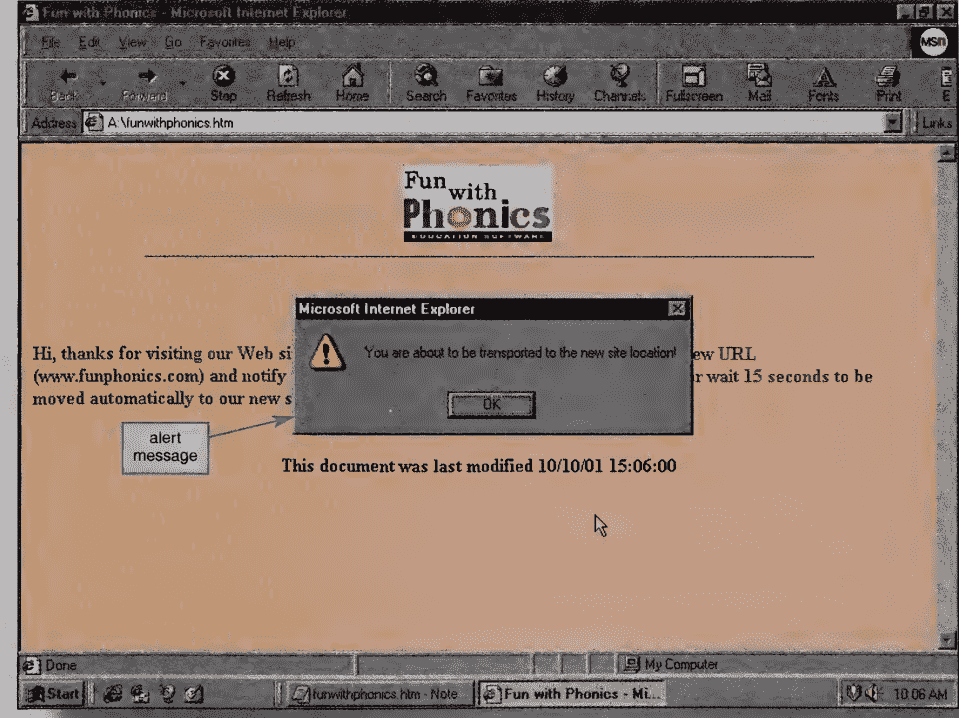 Fun with Phonics - Microsoft Internet Explorer
File Edit View Go Favorites Help
msn
Back Forward Stop Refresh Home Search Favorites History Channels Fullscreen Mail Fonts Print E
Address A:\funwithphonics.htm Links
Fun
with
Phonics
EDUCATION SOFTWARE
Microsoft Internet Explorer
You are about to be transported to the new site location!
Hi, thanks for visiting our Web si ew URL
(www.funphonics.com) and notify r wait 15 seconds to be
moved automatically to our new s
OK
alert
message
This document was last modified 10/10/01 15:06:00
Done My Computer
Start funwithphonics.htm - Note Fun with Phonics - Mi... 10:06 AM